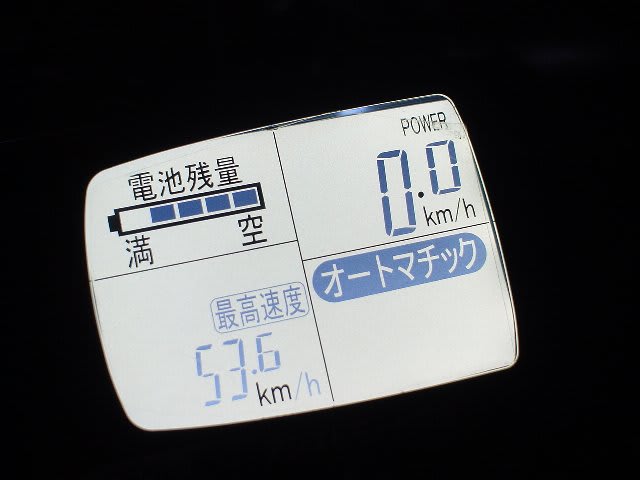 電池残量
満 空
POWER
0.0
km/h
オートマチック
最高速度
53.6
km/h